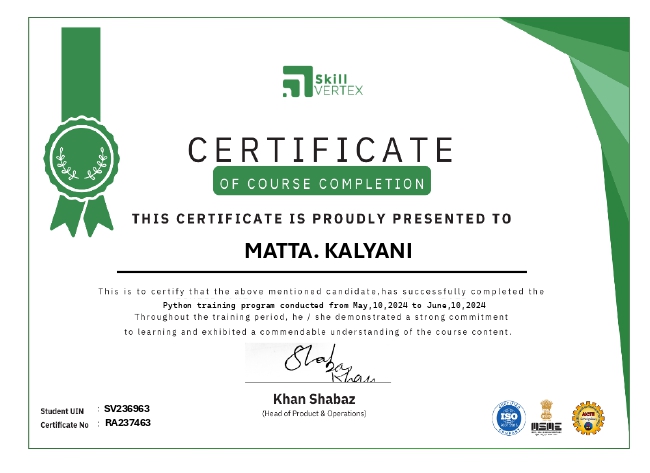 Skill
VERTEX
CERTIFICATE
OF COURSE COMPLETION
THIS CERTIFICATE IS PROUDLY PRESENTED TO
MATTA. KALYANI
This is to certify that the above mentioned candidate,has successfully completed the
Python training program conducted from May,10,2024 to June,10,2024
Throughout the training period, he / she demonstrated a strong commitment
to learning and exhibited a commendable understanding of the course content.
Shabaz
Khan
Khan Shabaz
(Head of Product & Operations)
Student UIN : SV236963
Certificate No : RA237463
ISO
MSME
AICTE